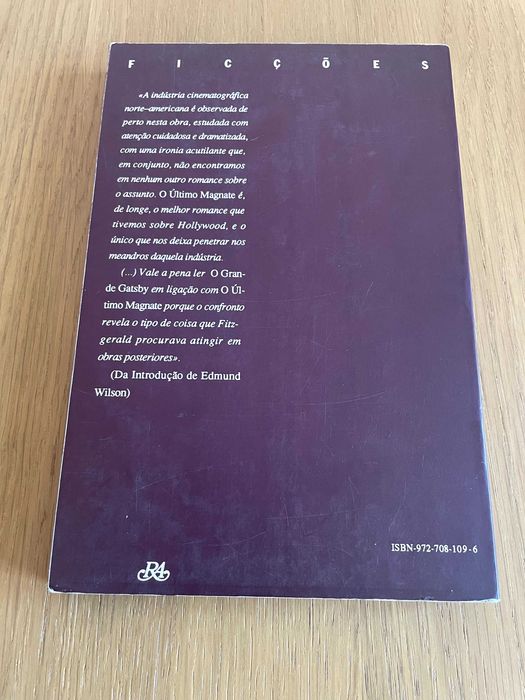 FICÇÕES
«A indústria cinematográfica
norte-americana é observada de
perto nesta obra, estudada com
atenção cuidadosa e dramatizada,
com uma ironia acutilante que,
em conjunto, não encontramos
em nenhum outro romance sobre
o assunto. O Último Magnate é,
de longe, o melhor romance que
tivemos sobre Hollywood, e o
único que nos deixa penetrar nos
meandros daquela indústria.
(...) Vale a pena ler O Gran-
de Gatsby em ligação com O Úl-
timo Magnate porque o confronto
revela o tipo de coisa que Fitz-
gerald procurava atingir em
obras posteriores».
(Da Introdução de Edmund
Wilson)
ISBN-972-708-109-6
RA